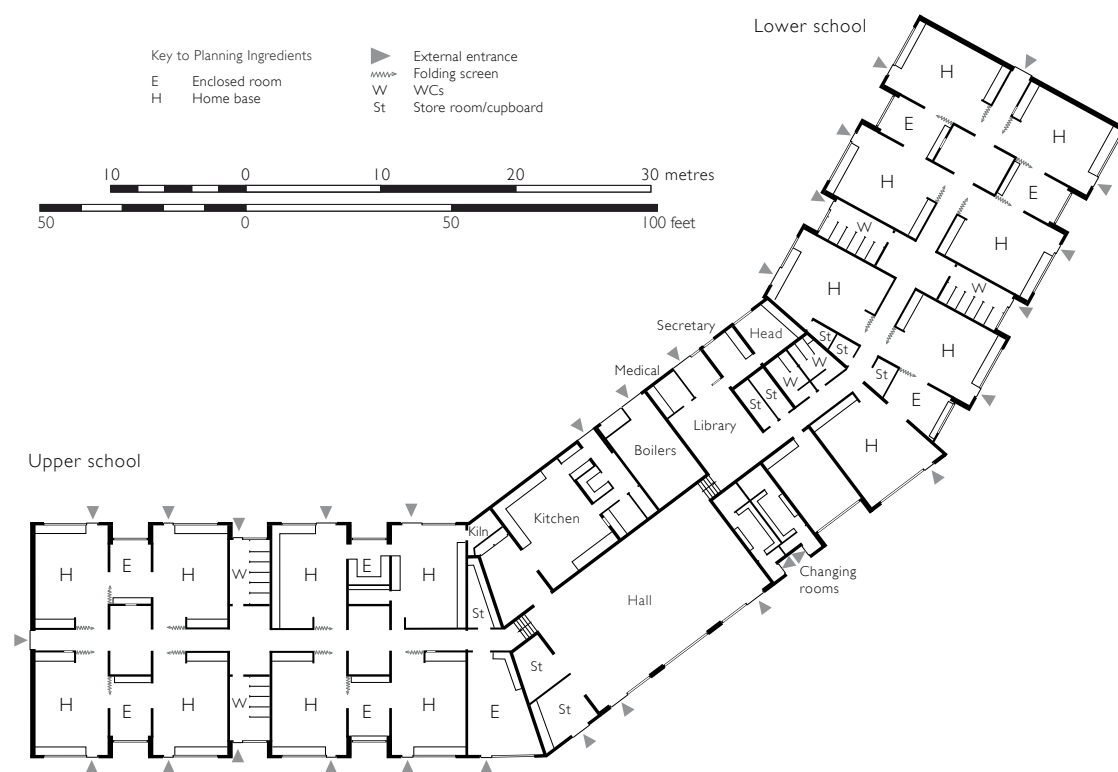 Lower school
Key to Planning Ingredients
E Enclosed room
H Home base
External entrance
Folding screen
W WCs
St Store room/cupboard
10 0 10 20 30 metres
50 0 50 100 feet
H
H
E
H
E
H
W
W
H
H
Secretary
Head
St
St
Medical
W
W
St
St
St
E
Library
H
Boilers
Upper school
Kitchen
Kiln
Changing
rooms
Hall
H
E
H
W
H
E
H
St
St
H
E
H
W
H
E
H
E
St